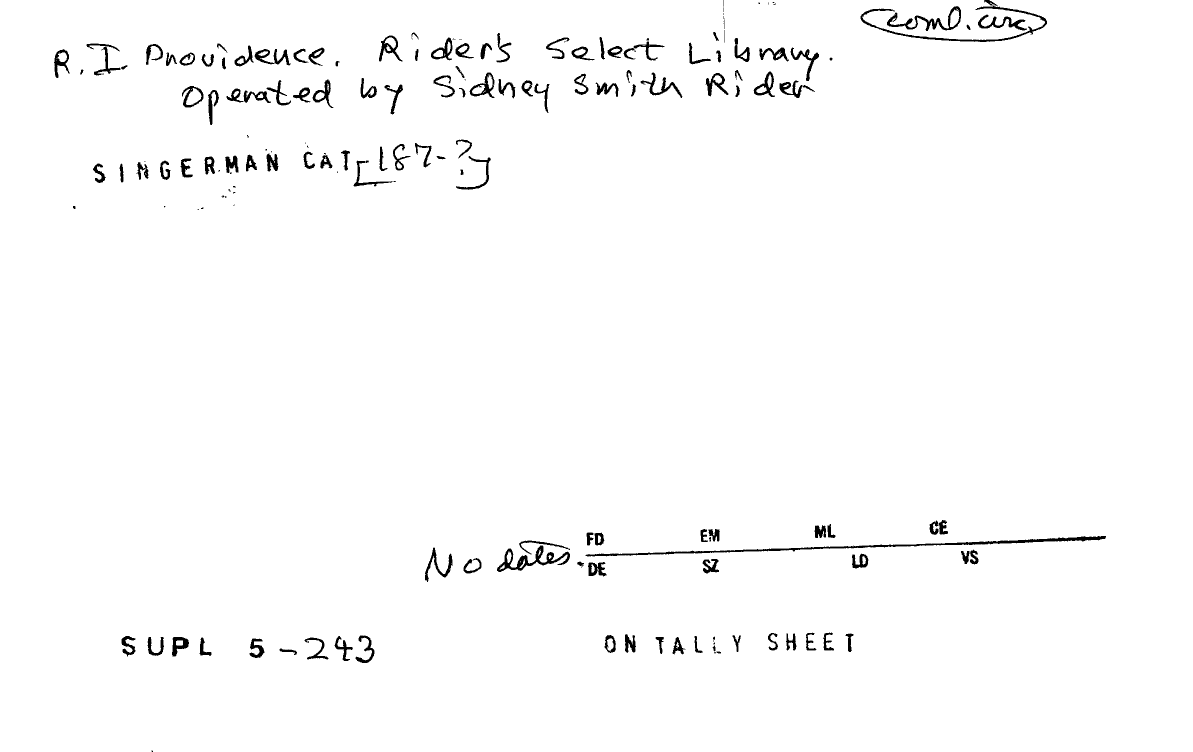 coml. circ.
R.I Providence. Rider's Select Library.
Operated by Sidney Smith Rider
SINGERMAN CAT [187-?]
FD EM ML CE
No dates. DE SZ LD VS
SUPL 5-243 ON TALLY SHEET